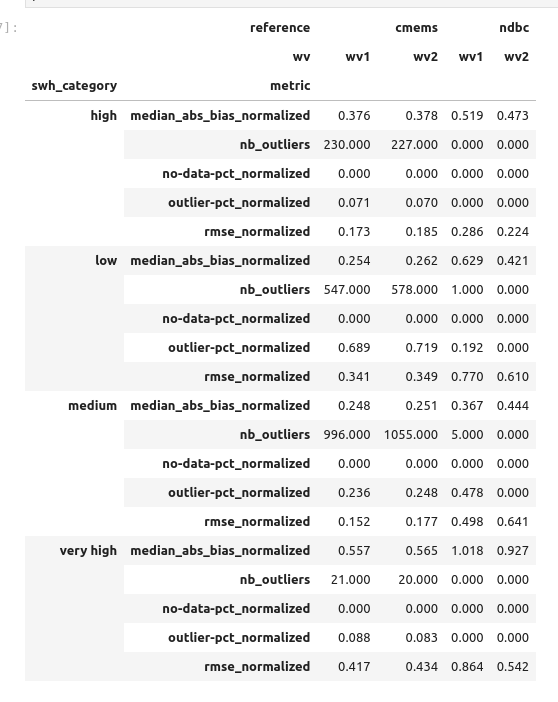 7]:
reference cmems ndbc
wv wv1 wv2 wv1 wv2
swh_category metric
high median_abs_bias_normalized 0.376 0.378 0.519 0.473
nb_outliers 230.000 227.000 0.000 0.000
no-data-pct_normalized 0.000 0.000 0.000 0.000
outlier-pct_normalized 0.071 0.070 0.000 0.000
rmse_normalized 0.173 0.185 0.286 0.224
low median_abs_bias_normalized 0.254 0.262 0.629 0.421
nb_outliers 547.000 578.000 1.000 0.000
no-data-pct_normalized 0.000 0.000 0.000 0.000
outlier-pct_normalized 0.689 0.719 0.192 0.000
rmse_normalized 0.341 0.349 0.770 0.610
medium median_abs_bias_normalized 0.248 0.251 0.367 0.444
nb_outliers 996.000 1055.000 5.000 0.000
no-data-pct_normalized 0.000 0.000 0.000 0.000
outlier-pct_normalized 0.236 0.248 0.478 0.000
rmse_normalized 0.152 0.177 0.498 0.641
very high median_abs_bias_normalized 0.557 0.565 1.018 0.927
nb_outliers 21.000 20.000 0.000 0.000
no-data-pct_normalized 0.000 0.000 0.000 0.000
outlier-pct_normalized 0.088 0.083 0.000 0.000
rmse_normalized 0.417 0.434 0.864 0.542